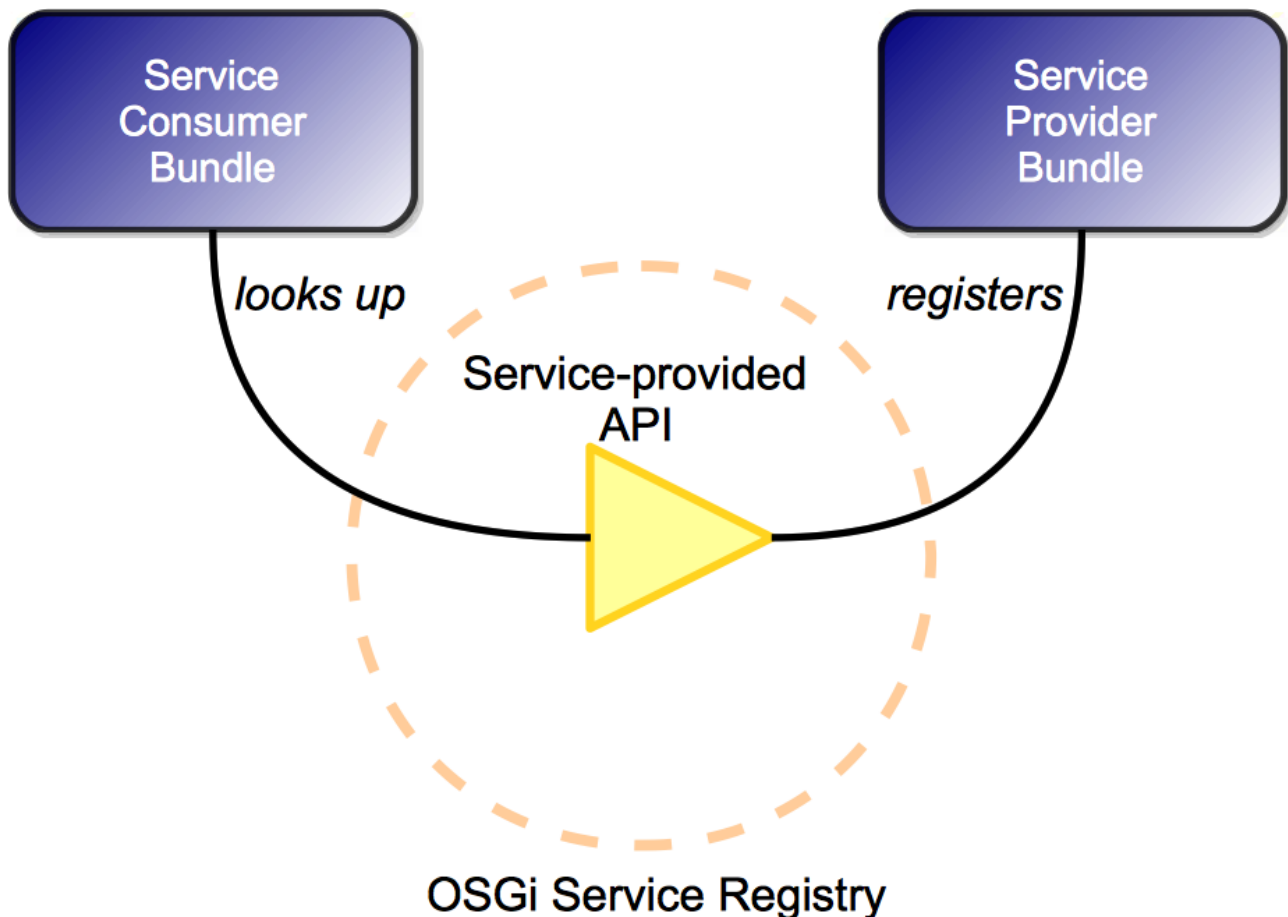 Service
Consumer
Bundle
Service
Provider
Bundle
looks up
registers
Service-provided
API
OSGi Service Registry